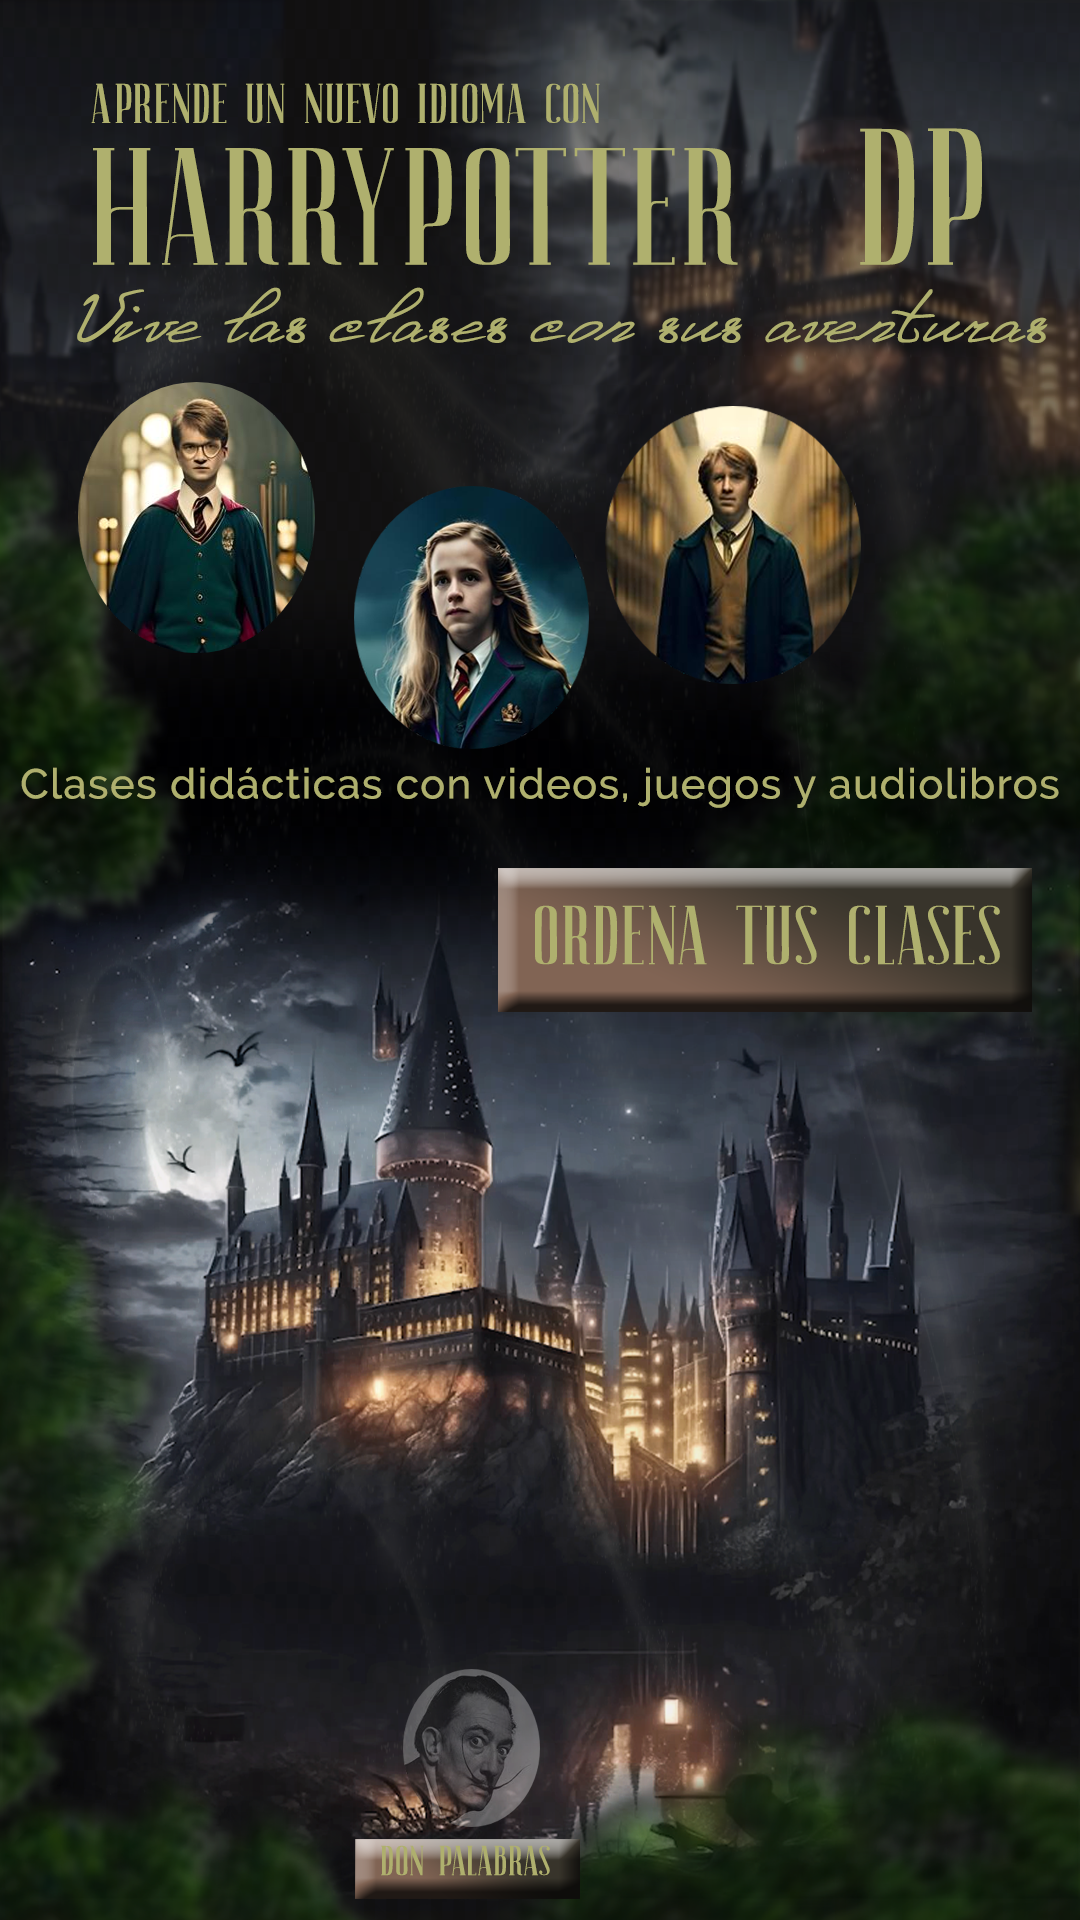 APRENDE UN NUEVO IDIOMA CON
HARRYPOTTER DP
Vive las clases con sus aventuras
Clases didácticas con videos, juegos y audiolibros
ORDENA TUS CLASES
DON PALABRAS